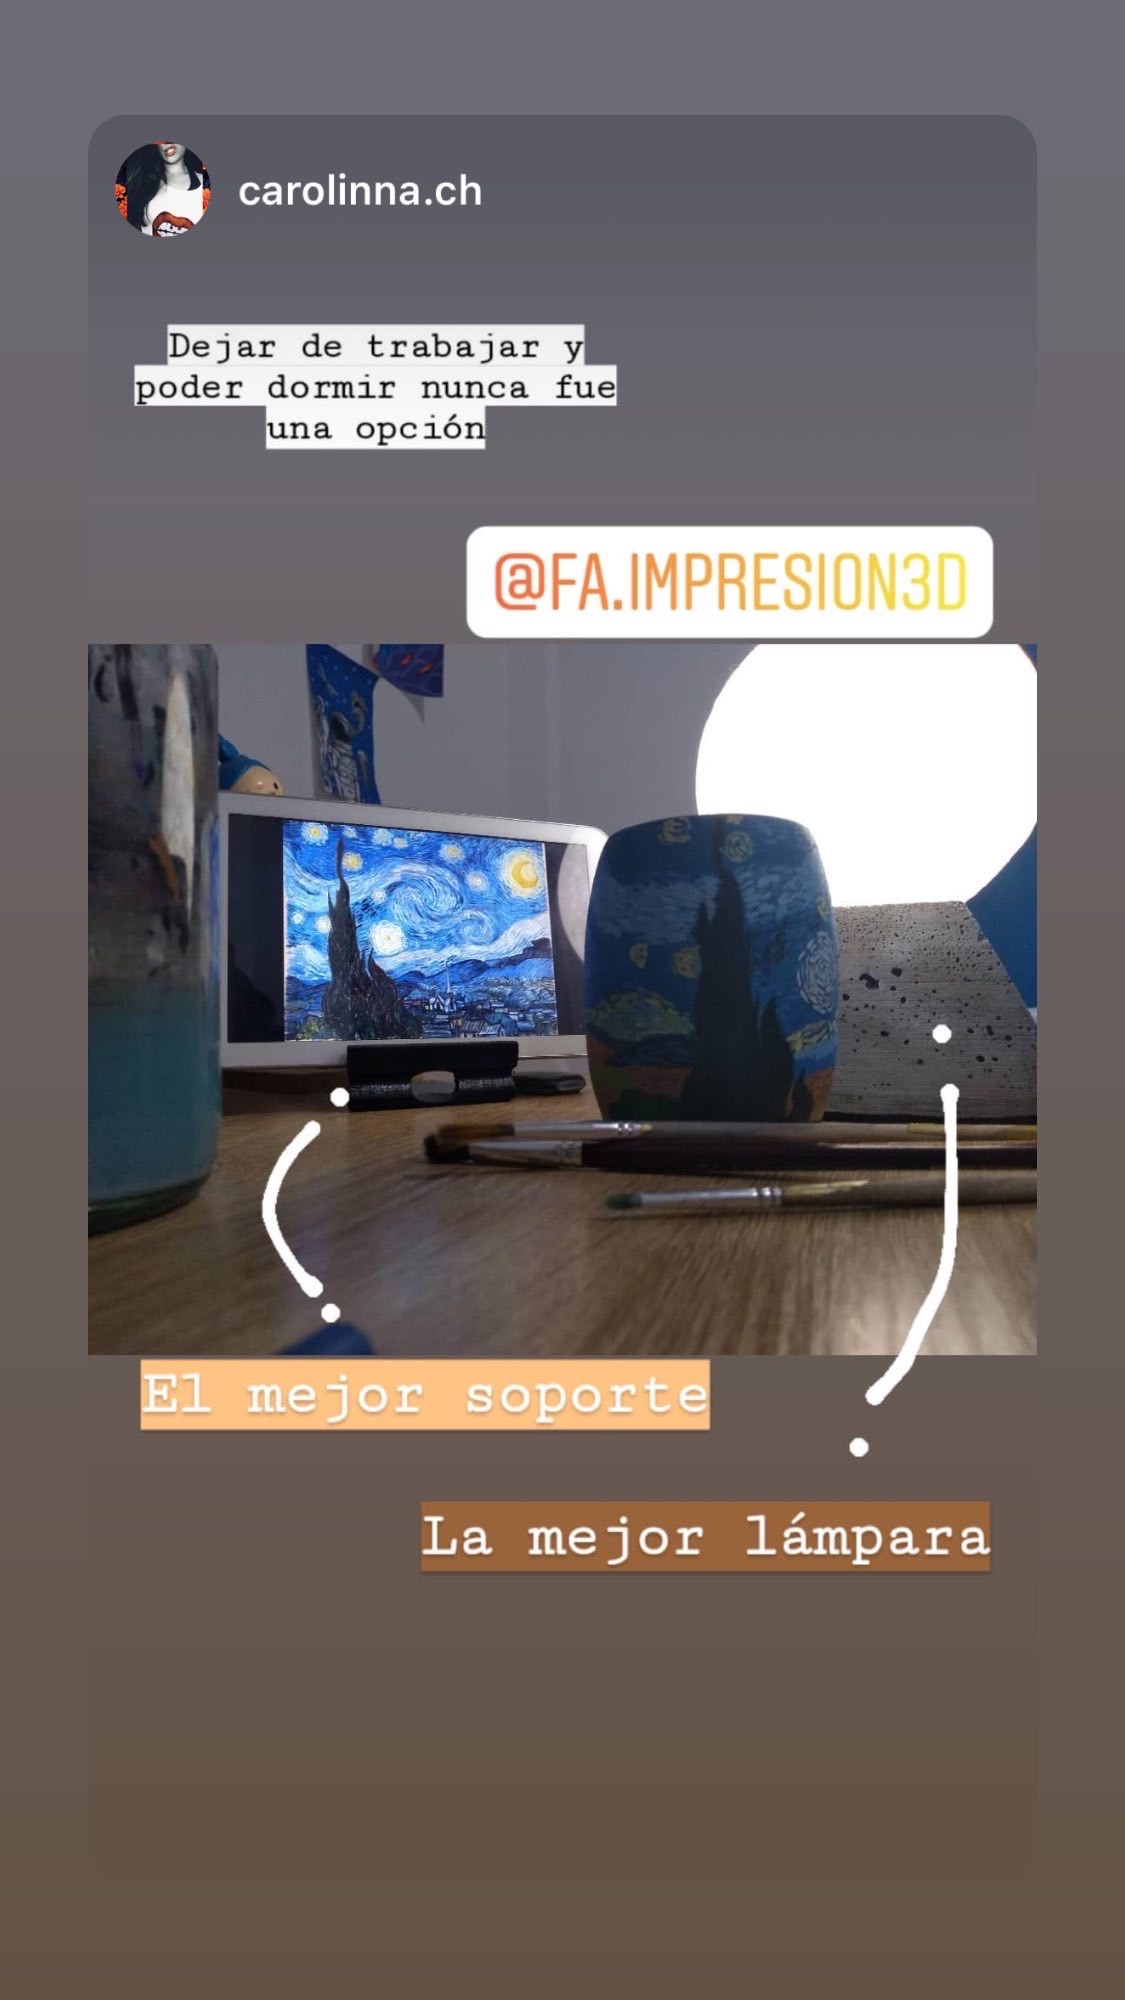 carolinna.ch
Dejar de trabajar y
poder dormir nunca fue
una opción
@FA.IMPRESION3D
El mejor soporte
La mejor lámpara